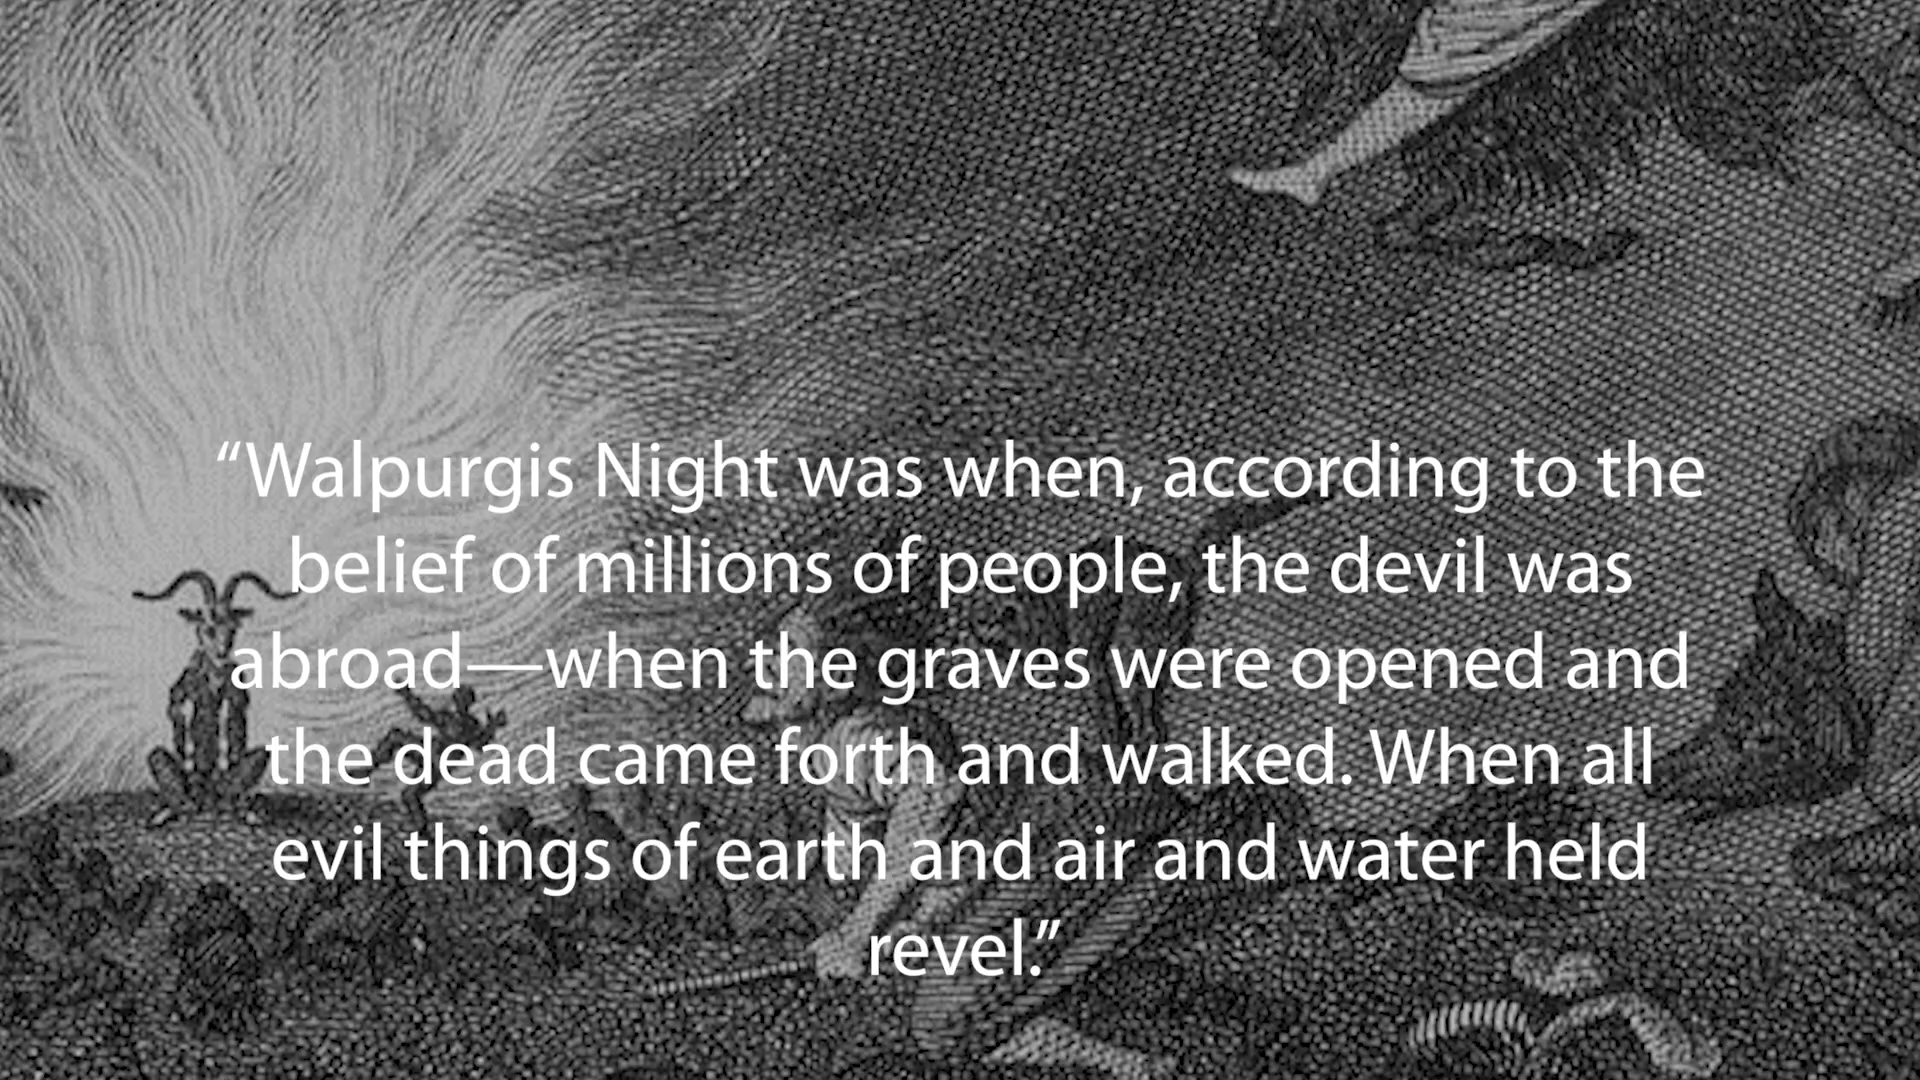 “Walpurgis Night was when, according to the
belief of millions of people, the devil was
abroad—when the graves were opened and
the dead came forth and walked. When all
evil things of earth and air and water held
revel.”